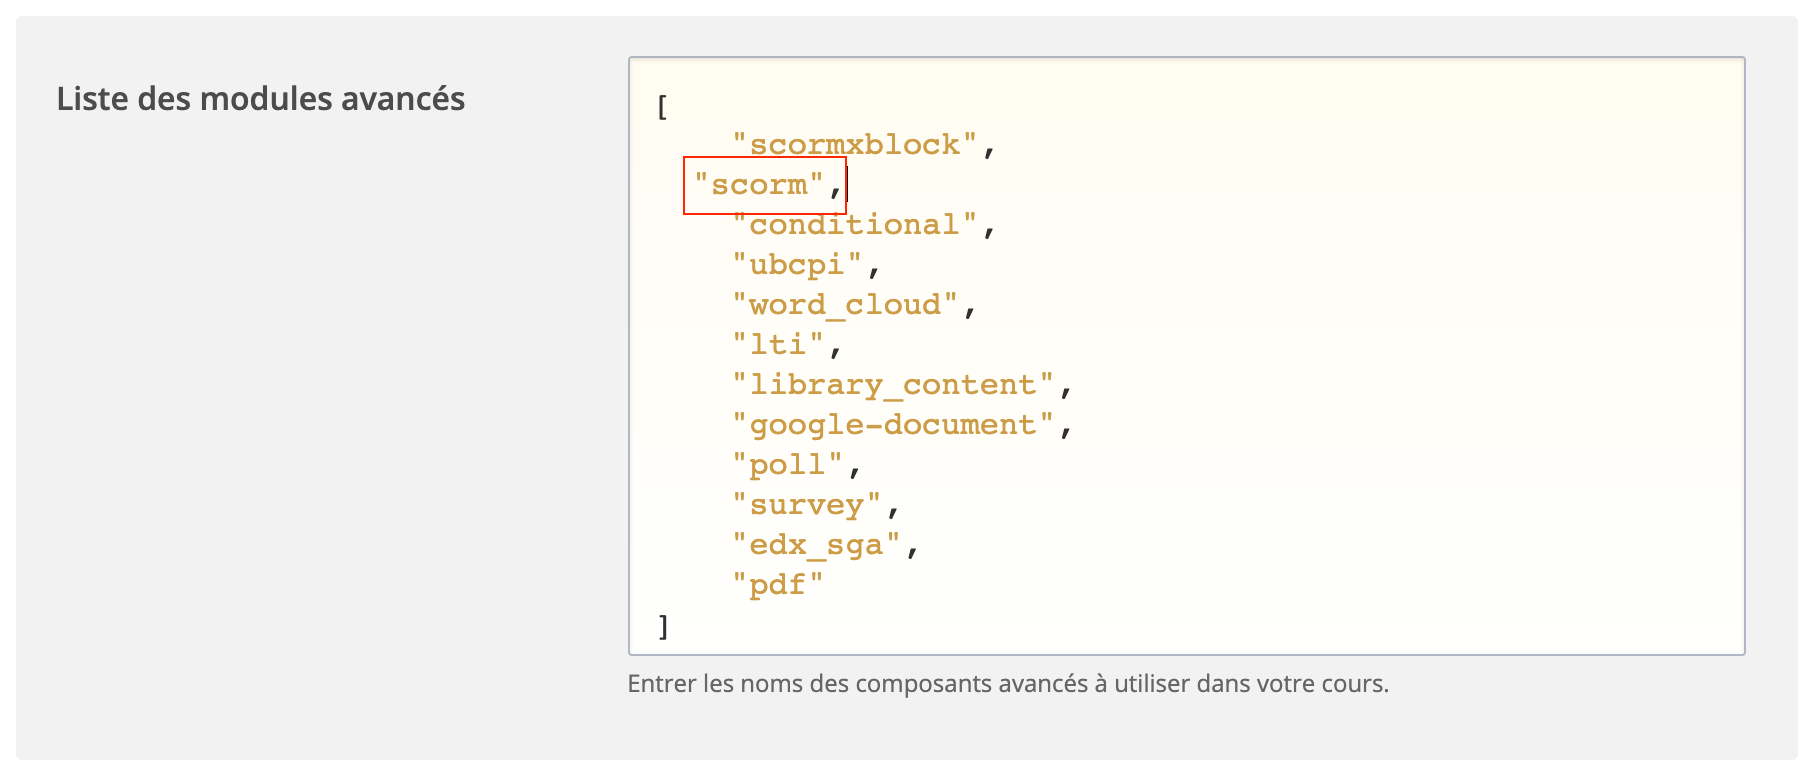 Liste des modules avancés
[
"scormxblock",
"scorm",
"conditional",
"ubcpi",
"word_cloud",
"lti",
"library_content",
"google-document",
"poll",
"survey",
"edx_sga",
"pdf"
]
Entrer les noms des composants avancés à utiliser dans votre cours.